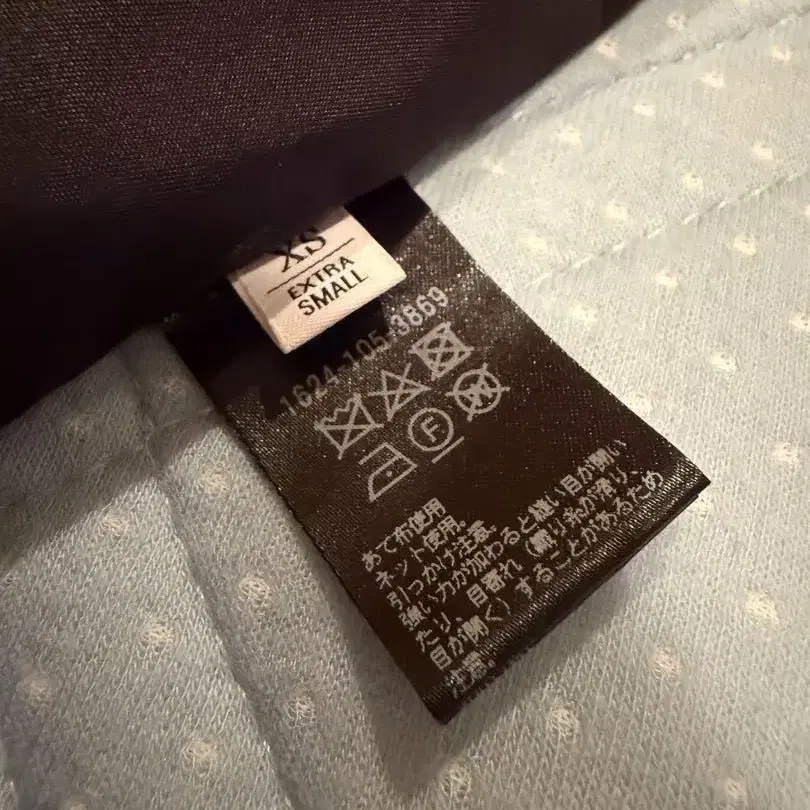 XS
EXTRA
SMALL
1624-105-3869
F
あて布使用
ネット使用。
引っかけ注意。
強い力が加わると縫い目が開い
たり、目寄れ（織り糸が滑り、
目が開く）することがあるため
注意。